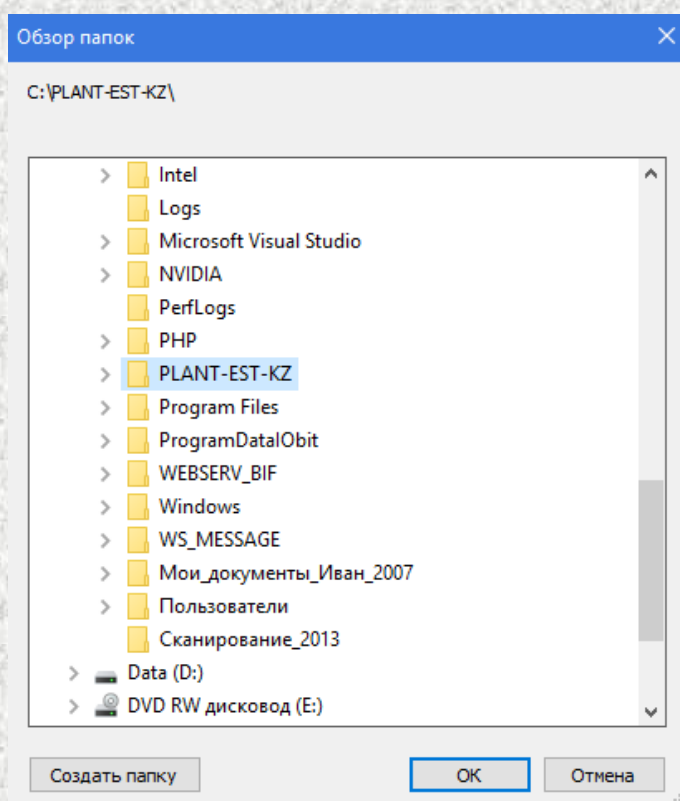 Обзор папок
C:\PLANT-EST-KZ\
Intel
Logs
Microsoft Visual Studio
NVIDIA
PerfLogs
PHP
PLANT-EST-KZ
Program Files
ProgramDataIObit
WEBSERV_BIF
Windows
WS_MESSAGE
Мои_документы_Иван_2007
Пользователи
Сканирование_2013
Data (D:)
DVD RW дисковод (E:)
Создать папку OK Отмена